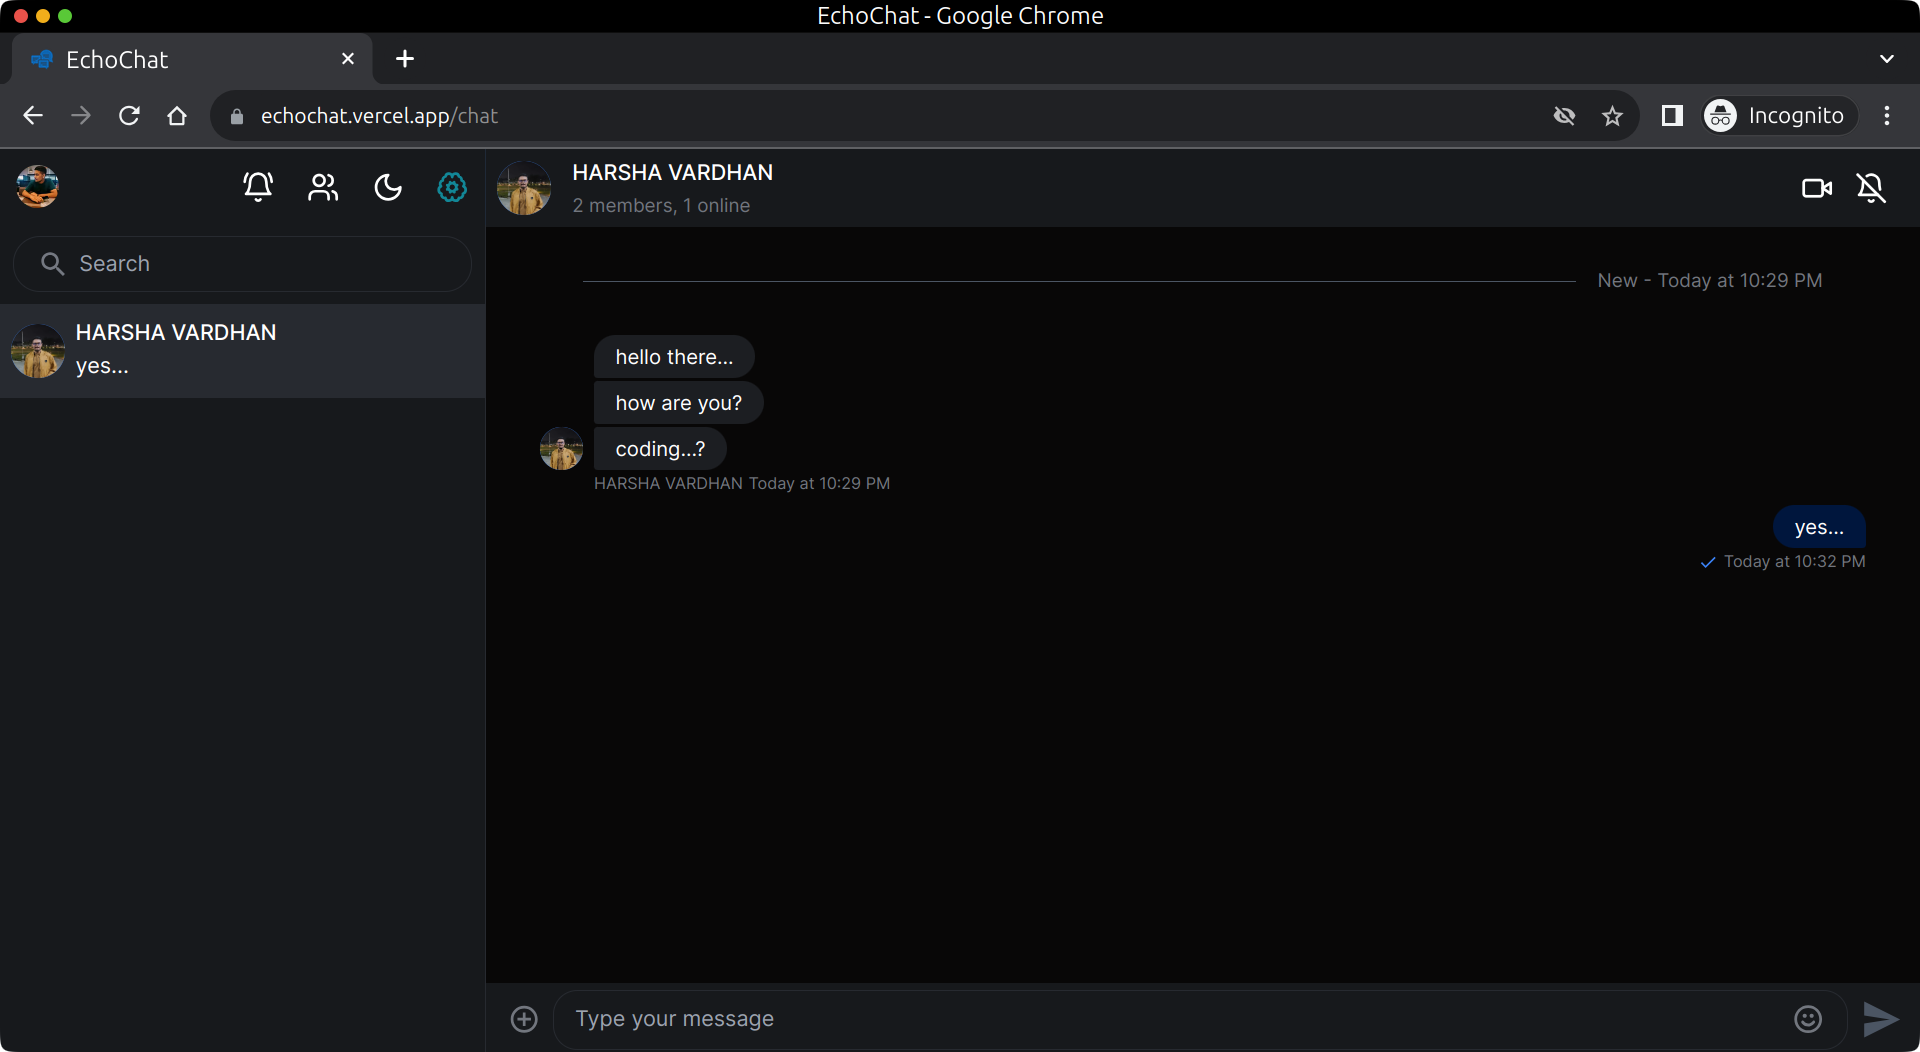 EchoChat - Google Chrome
EchoChat
echochat.vercel.app/chat
Incognito
Search
HARSHA VARDHAN
yes...
HARSHA VARDHAN
2 members, 1 online
New - Today at 10:29 PM
hello there...
how are you?
coding...?
HARSHA VARDHAN Today at 10:29 PM
yes...
Today at 10:32 PM
Type your message